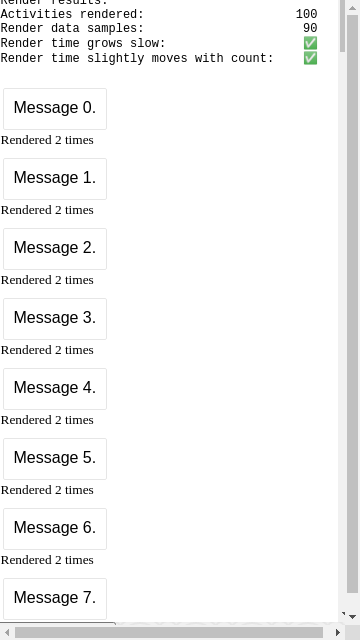 Render results:
Activities rendered: 100
Render data samples: 90
Render time grows slow: ✅
Render time slightly moves with count: ✅
Message 0.
Rendered 2 times
Message 1.
Rendered 2 times
Message 2.
Rendered 2 times
Message 3.
Rendered 2 times
Message 4.
Rendered 2 times
Message 5.
Rendered 2 times
Message 6.
Rendered 2 times
Message 7.